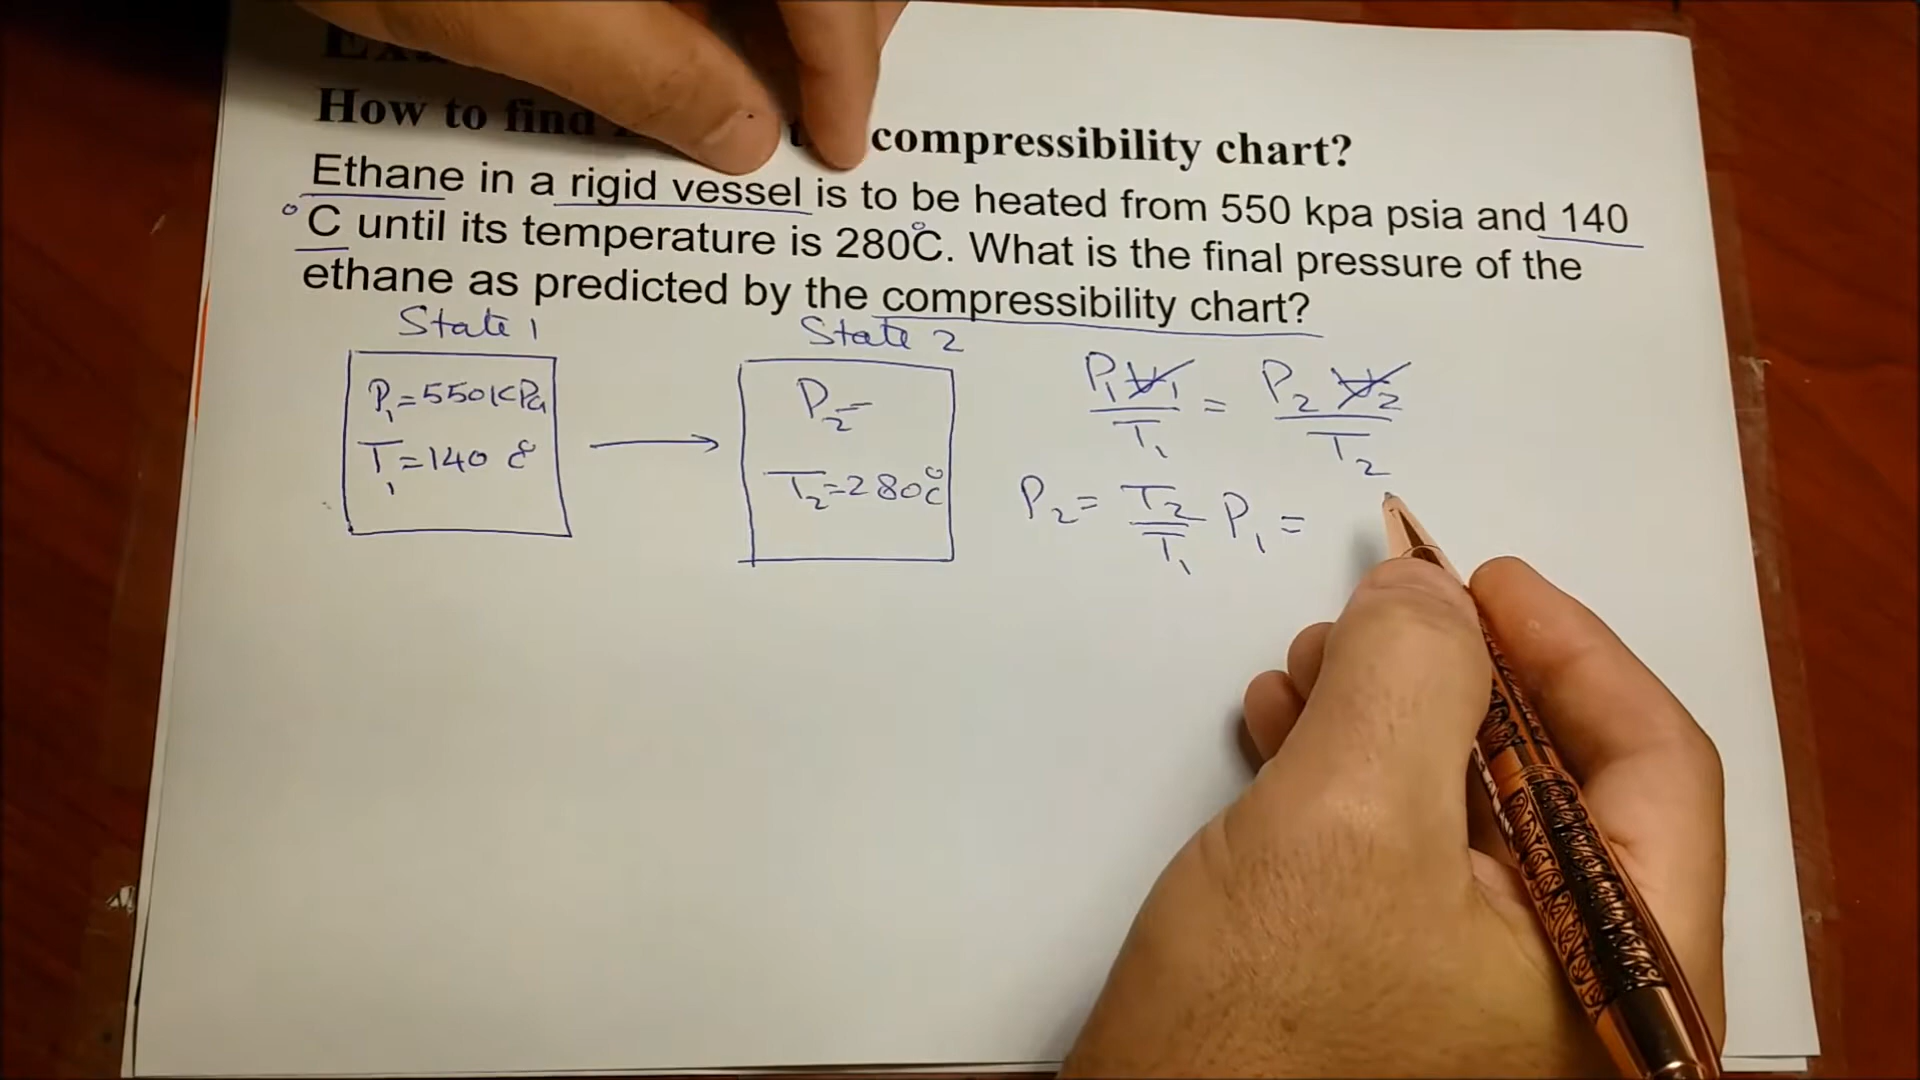 How to find compressibility chart?
Ethane in a rigid vessel is to be heated from 550 kpa psia and 140
°C until its temperature is 280°C. What is the final pressure of the
ethane as predicted by the compressibility chart?
State 1
State 2
P₁=550KPa
T₁=140 °C
P₂=
T₂=280°C
P₁V₁/T₁ = P₂V₂/T₂
P₂= T₂/T₁ P₁ =